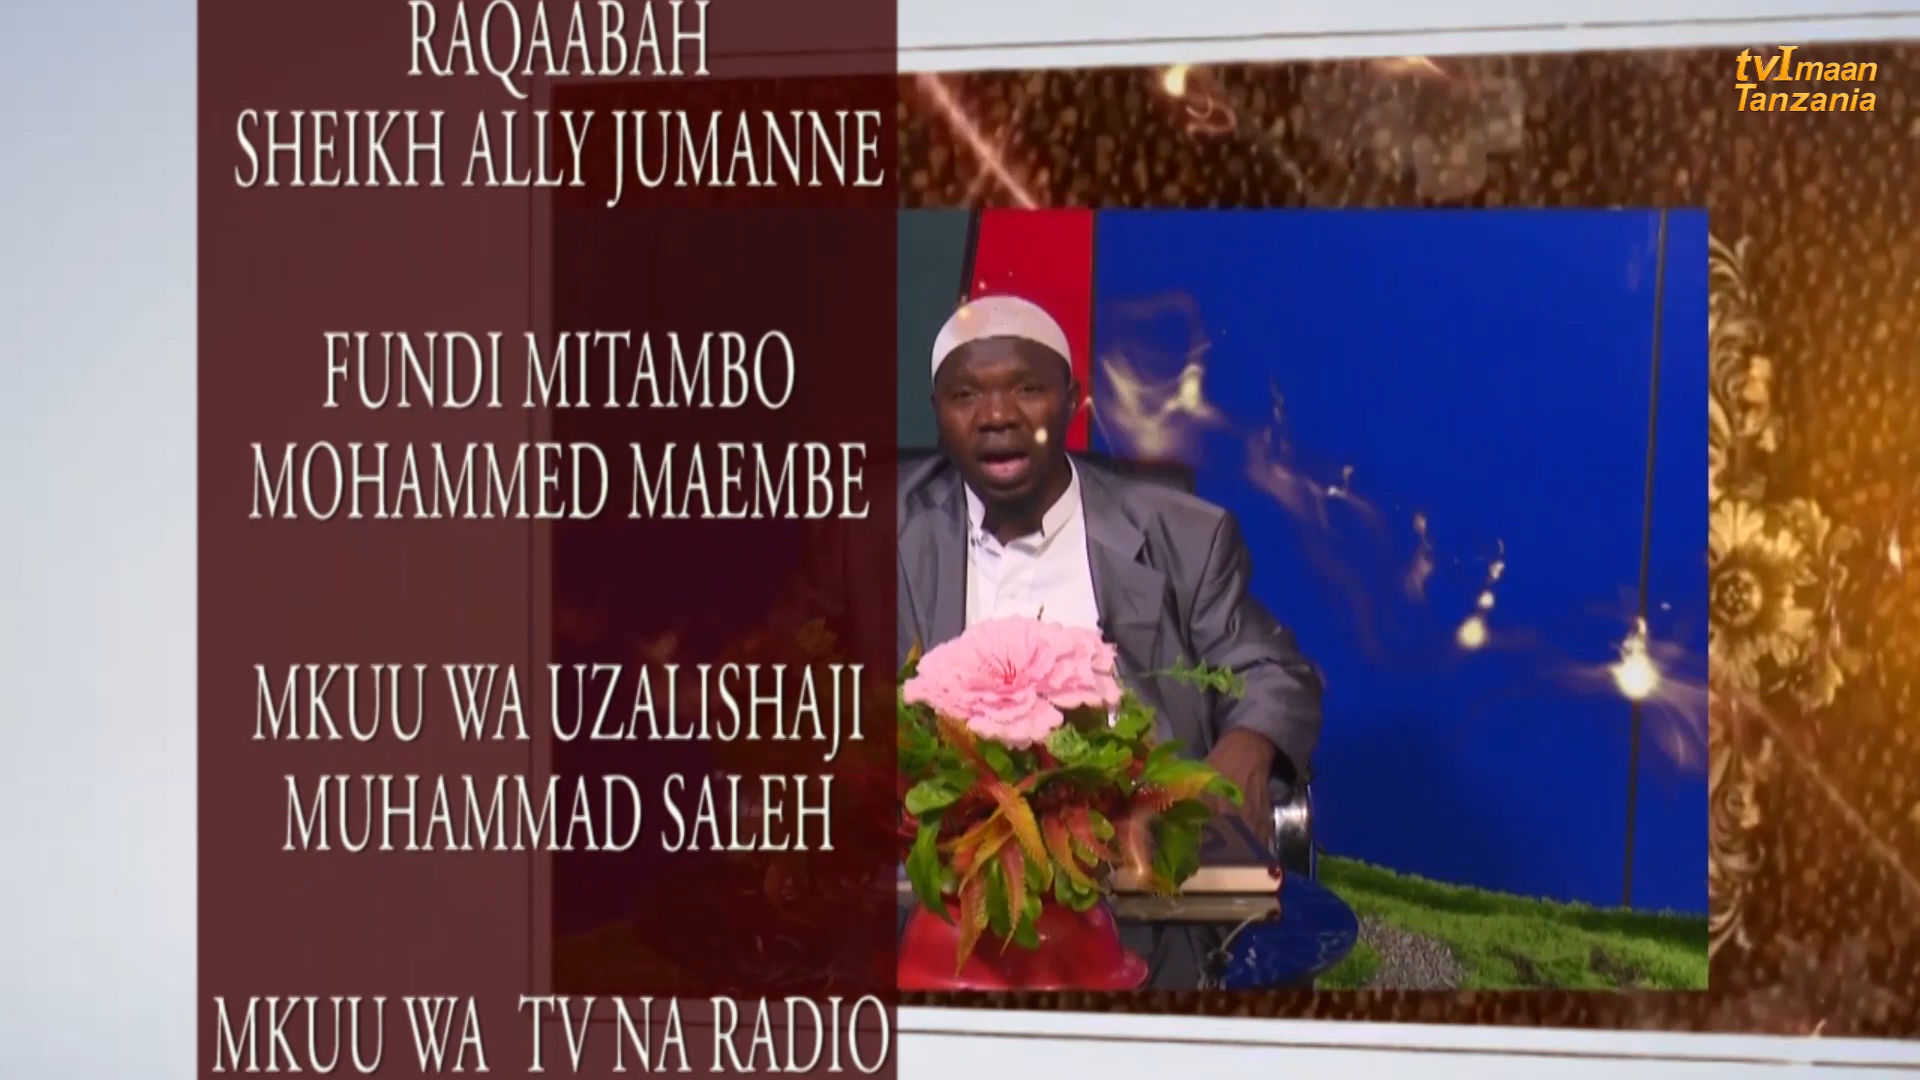 RAQAABAH
SHEIKH ALLY JUMANNE
FUNDI MITAMBO
MOHAMMED MAEMBE
MKUU WA UZALISHAJI
MUHAMMAD SALEH
MKUU WA TV NA RADIO
tvImaan
Tanzania